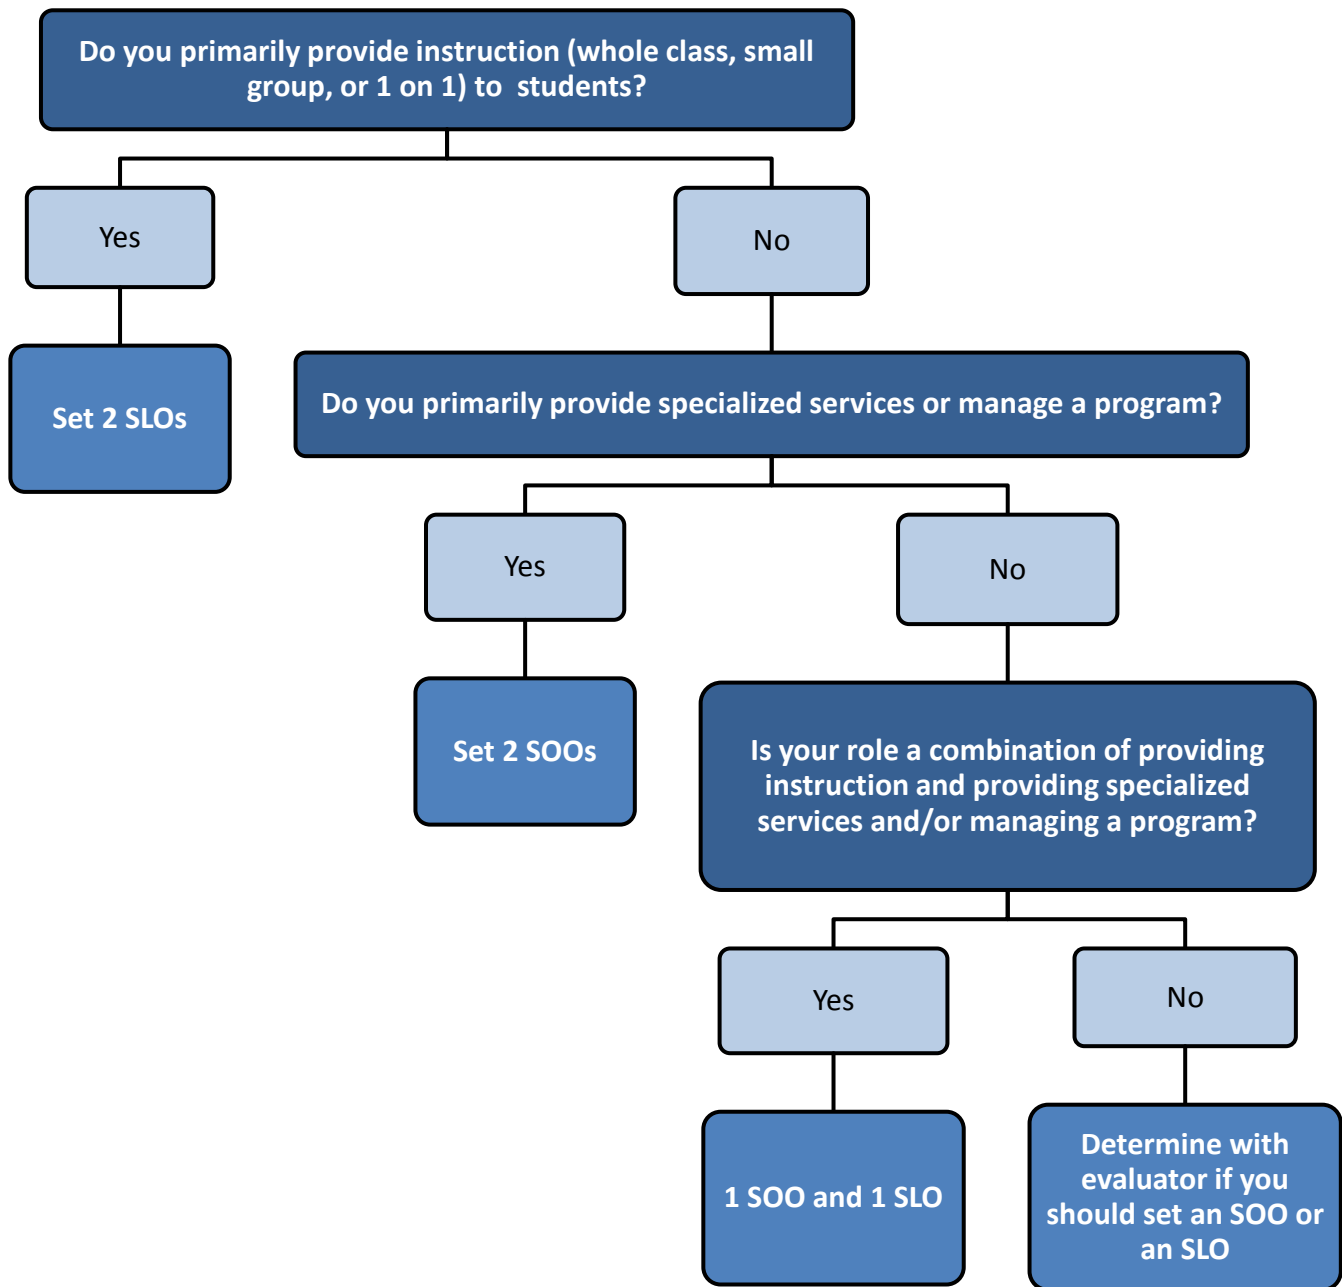 Do you primarily provide instruction (whole class, small
group, or 1 on 1) to students?
Yes
No
Set 2 SLOs
Do you primarily provide specialized services or manage a program?
Yes
No
Set 2 SOOs
Is your role a combination of providing
instruction and providing specialized
services and/or managing a program?
Yes
No
1 SOO and 1 SLO
Determine with
evaluator if you
should set an SOO or
an SLO